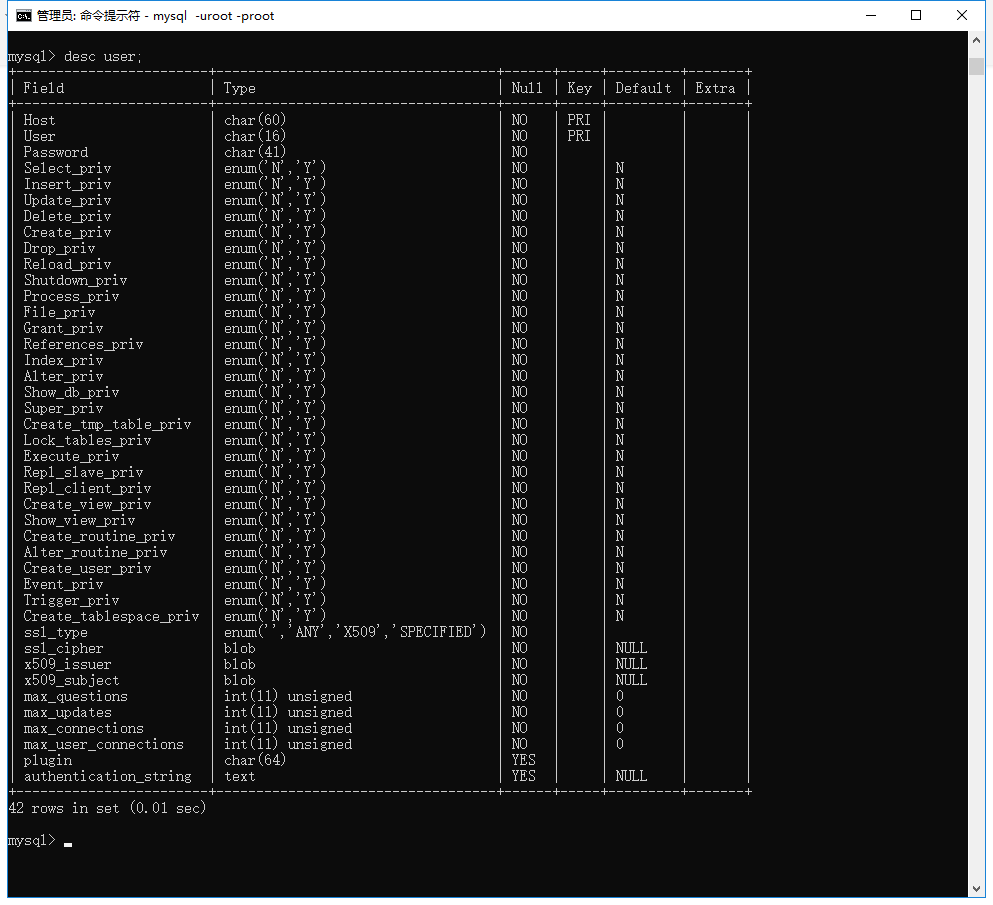 管理员: 命令提示符 - mysql  -uroot -proot
mysql> desc user;
+------------------------+-----------------------------------+------+-----+---------+-------+
| Field                  | Type                              | Null | Key | Default | Extra |
+------------------------+-----------------------------------+------+-----+---------+-------+
| Host                   | char(60)                          | NO   | PRI |         |       |
| User                   | char(16)                          | NO   | PRI |         |       |
| Password               | char(41)                          | NO   |     |         |       |
| Select_priv            | enum('N','Y')                     | NO   |     | N       |       |
| Insert_priv            | enum('N','Y')                     | NO   |     | N       |       |
| Update_priv            | enum('N','Y')                     | NO   |     | N       |       |
| Delete_priv            | enum('N','Y')                     | NO   |     | N       |       |
| Create_priv            | enum('N','Y')                     | NO   |     | N       |       |
| Drop_priv              | enum('N','Y')                     | NO   |     | N       |       |
| Reload_priv            | enum('N','Y')                     | NO   |     | N       |       |
| Shutdown_priv          | enum('N','Y')                     | NO   |     | N       |       |
| Process_priv           | enum('N','Y')                     | NO   |     | N       |       |
| File_priv              | enum('N','Y')                     | NO   |     | N       |       |
| Grant_priv             | enum('N','Y')                     | NO   |     | N       |       |
| References_priv        | enum('N','Y')                     | NO   |     | N       |       |
| Index_priv             | enum('N','Y')                     | NO   |     | N       |       |
| Alter_priv             | enum('N','Y')                     | NO   |     | N       |       |
| Show_db_priv           | enum('N','Y')                     | NO   |     | N       |       |
| Super_priv             | enum('N','Y')                     | NO   |     | N       |       |
| Create_tmp_table_priv  | enum('N','Y')                     | NO   |     | N       |       |
| Lock_tables_priv       | enum('N','Y')                     | NO   |     | N       |       |
| Execute_priv           | enum('N','Y')                     | NO   |     | N       |       |
| Repl_slave_priv        | enum('N','Y')                     | NO   |     | N       |       |
| Repl_client_priv       | enum('N','Y')                     | NO   |     | N       |       |
| Create_view_priv       | enum('N','Y')                     | NO   |     | N       |       |
| Show_view_priv         | enum('N','Y')                     | NO   |     | N       |       |
| Create_routine_priv    | enum('N','Y')                     | NO   |     | N       |       |
| Alter_routine_priv     | enum('N','Y')                     | NO   |     | N       |       |
| Create_user_priv       | enum('N','Y')                     | NO   |     | N       |       |
| Event_priv             | enum('N','Y')                     | NO   |     | N       |       |
| Trigger_priv           | enum('N','Y')                     | NO   |     | N       |       |
| Create_tablespace_priv | enum('N','Y')                     | NO   |     | N       |       |
| ssl_type               | enum('','ANY','X509','SPECIFIED') | NO   |     |         |       |
| ssl_cipher             | blob                              | NO   |     | NULL    |       |
| x509_issuer            | blob                              | NO   |     | NULL    |       |
| x509_subject           | blob                              | NO   |     | NULL    |       |
| max_questions          | int(11) unsigned                  | NO   |     | 0       |       |
| max_updates            | int(11) unsigned                  | NO   |     | 0       |       |
| max_connections        | int(11) unsigned                  | NO   |     | 0       |       |
| max_user_connections   | int(11) unsigned                  | NO   |     | 0       |       |
| plugin                 | char(64)                          | YES  |     |         |       |
| authentication_string  | text                              | YES  |     | NULL    |       |
+------------------------+-----------------------------------+------+-----+---------+-------+
42 rows in set (0.01 sec)
mysql>